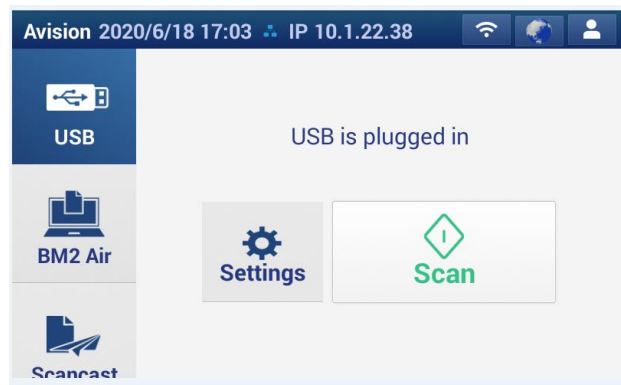 Avision 2020/6/18 17:03 IP 10.1.22.38
USB
USB is plugged in
BM2 Air
Settings
Scan
Scancast